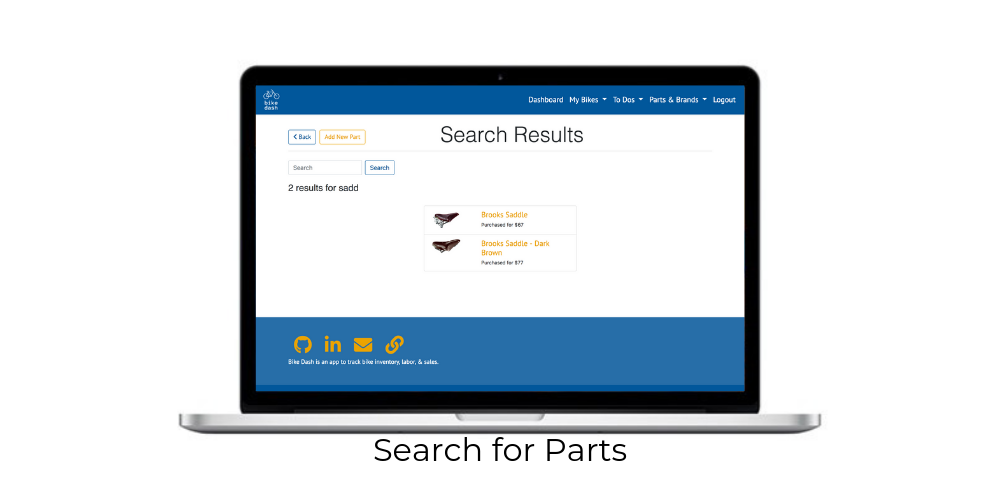 bike
dash
Dashboard My Bikes To Dos Parts & Brands Logout
Back Add New Part Search Results
Search Search
2 results for sadd
Brooks Saddle
Purchased for $67
Brooks Saddle - Dark
Brown
Purchased for $77
Bike Dash is an app to track bike inventory, labor, & sales.
Search for Parts